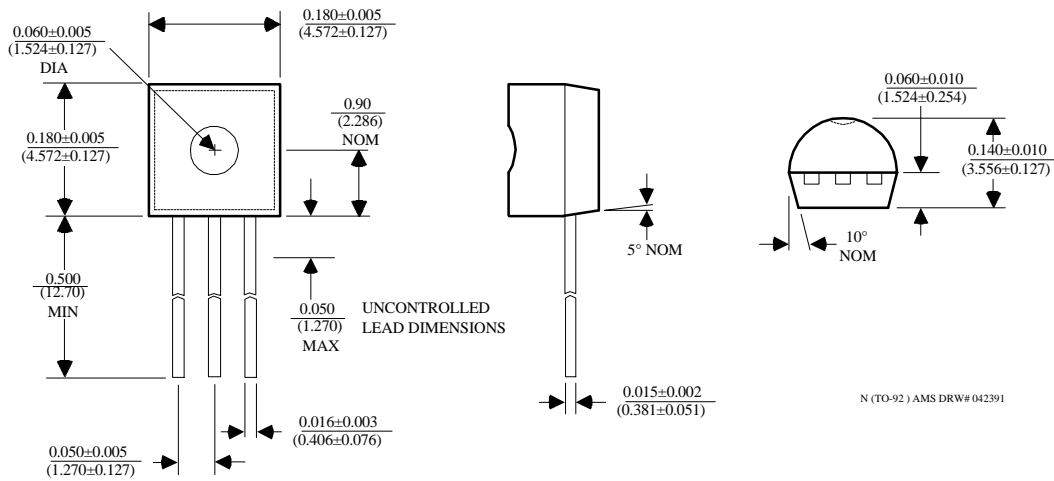 0.060±0.005
(1.524±0.127)
DIA
0.180±0.005
(4.572±0.127)
0.180±0.005
(4.572±0.127)
0.90
(2.286)
NOM
0.500
(12.70)
MIN
0.050
(1.270)
MAX
UNCONTROLLED
LEAD DIMENSIONS
0.016±0.003
(0.406±0.076)
0.050±0.005
(1.270±0.127)
5° NOM
0.015±0.002
(0.381±0.051)
0.060±0.010
(1.524±0.254)
0.140±0.010
(3.556±0.127)
10°
NOM
N (TO-92 ) AMS DRW# 042391